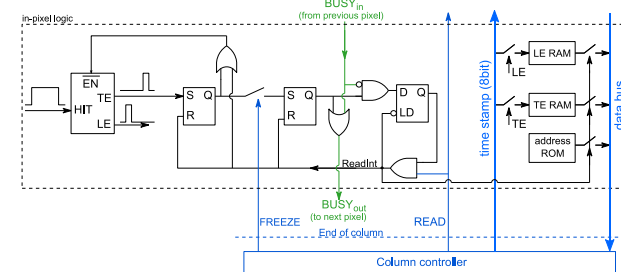 BUSYin
(from previous pixel)
in-pixel logic
EN
HIT
TE
LE
S Q
R
S Q
R
D Q
LD
ReadInt
LE
TE
LE RAM
TE RAM
address
ROM
time stamp (8bit)
data bus
BUSYout
(to next pixel)
FREEZE
READ
End of column
Column controller